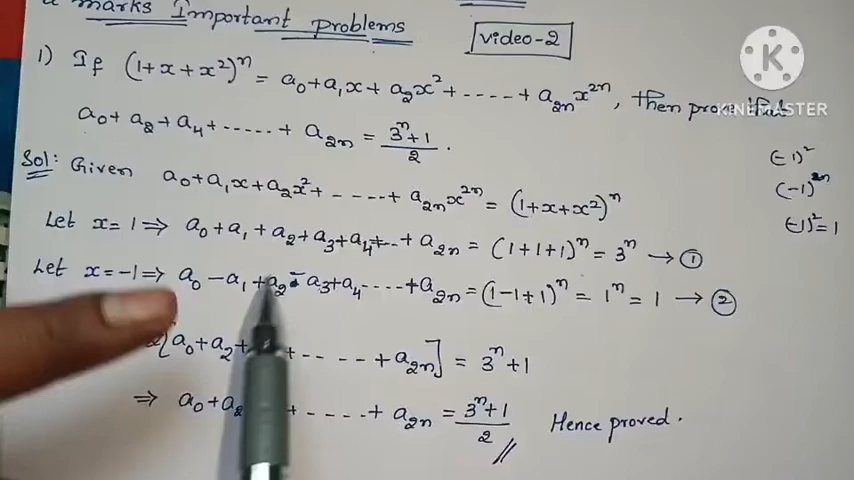 marks Important problems
video-2
KINEMASTER
1) If (1+x+x²)ⁿ = a₀+a₁x+a₂x²+----+a₂ₙx²ⁿ, then prove that
a₀+a₂+a₄+-----+a₂ₙ = (3ⁿ+1)/2.
(-1)²
Sol: Given a₀+a₁x+a₂x²+----+a₂ₙx²ⁿ = (1+x+x²)ⁿ
(-1)²ⁿ
(-1)²=1
Let x=1 ⇒ a₀+a₁+a₂+a₃+a₄+--+a₂ₙ = (1+1+1)ⁿ = 3ⁿ → ①
Let x=-1 ⇒ a₀-a₁+a₂-a₃+a₄----+a₂ₙ = (1-1+1)ⁿ = 1ⁿ = 1 → ②
[a₀+a₂+ +-----+a₂ₙ] = 3ⁿ+1
⇒ a₀+a₂ +----+a₂ₙ = (3ⁿ+1)/2 Hence proved.